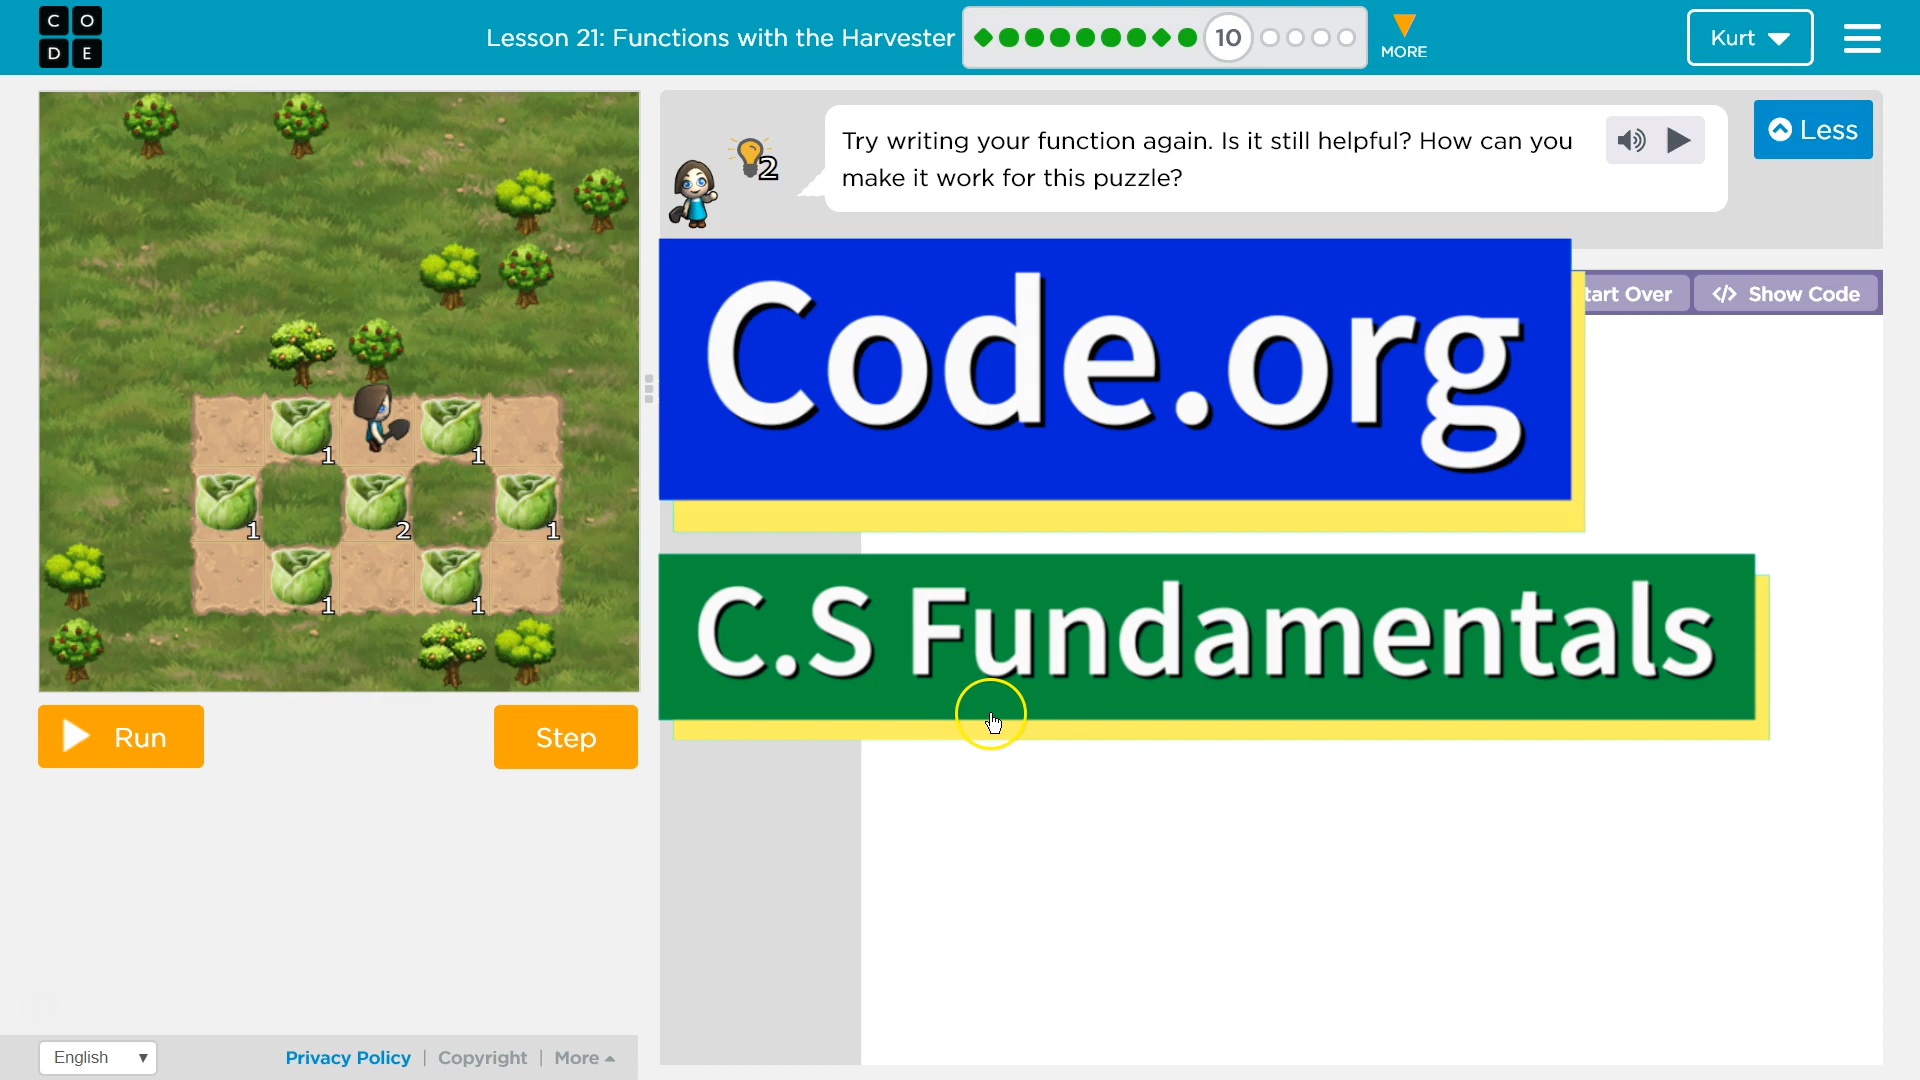 C O
D E
Lesson 21: Functions with the Harvester
10
MORE
Kurt
2
Try writing your function again. Is it still helpful? How can you
make it work for this puzzle?
Less
tart Over
</> Show Code
Code.org
C.S Fundamentals
1 1
1 2 1
1 1
Run
Step
English
Privacy Policy | Copyright | More